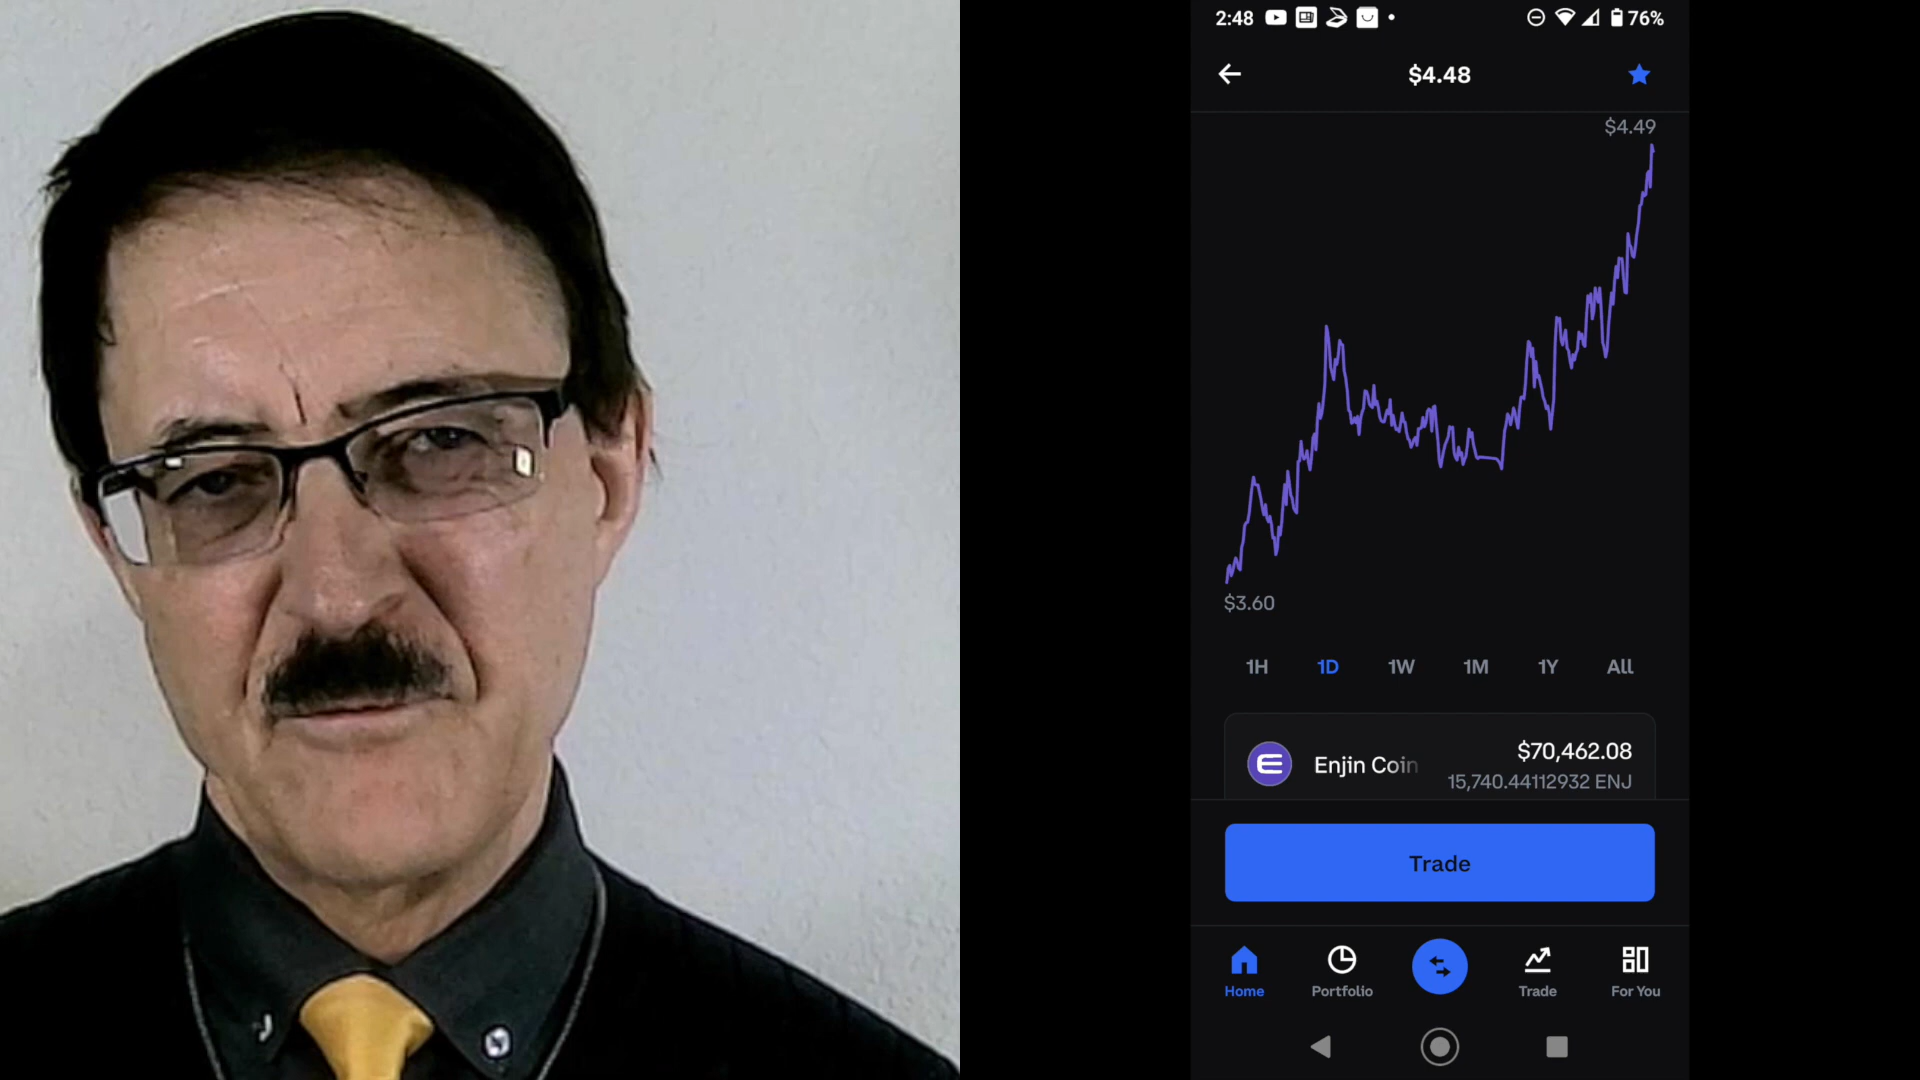 2:48 76%
$4.48
$4.49
$3.60
1H 1D 1W 1M 1Y All
Enjin Coin $70,462.08
15,740.44112932 ENJ
Trade
Home Portfolio Trade For You